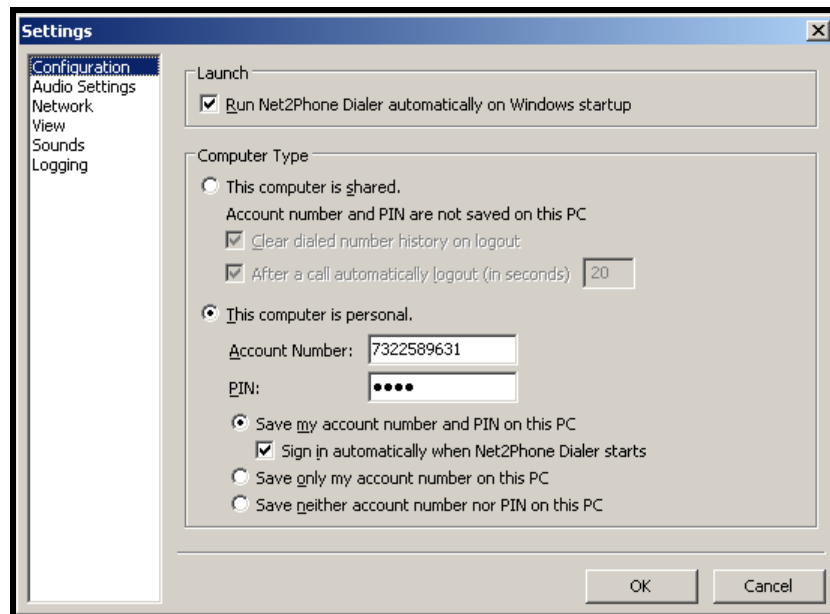 Settings
Configuration
Audio Settings
Network
View
Sounds
Logging
Launch
Run Net2Phone Dialer automatically on Windows startup
Computer Type
This computer is shared.
Account number and PIN are not saved on this PC
Clear dialed number history on logout
After a call automatically logout (in seconds) 20
This computer is personal.
Account Number: 7322589631
PIN: ●●●●
Save my account number and PIN on this PC
Sign in automatically when Net2Phone Dialer starts
Save only my account number on this PC
Save neither account number nor PIN on this PC
OK Cancel